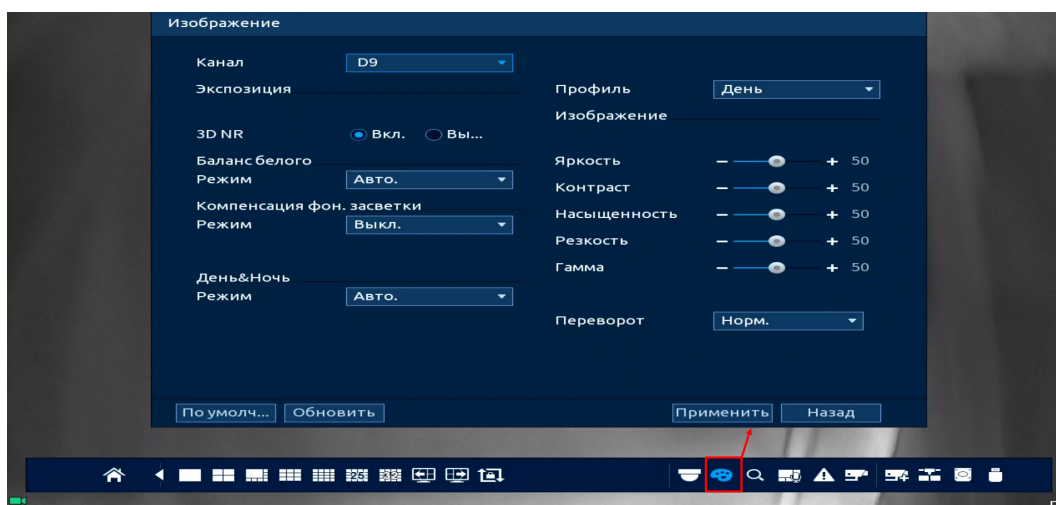 Изображение
Канал D9
Экспозиция
3D NR Вкл. Вы...
Баланс белого
Режим Авто.
Компенсация фон. засветки
Режим Выкл.
День&Ночь
Режим Авто.
Профиль День
Изображение
Яркость 50
Контраст 50
Насыщенность 50
Резкость 50
Гамма 50
Переворот Норм.
По умолч... Обновить Применить Назад
25 32